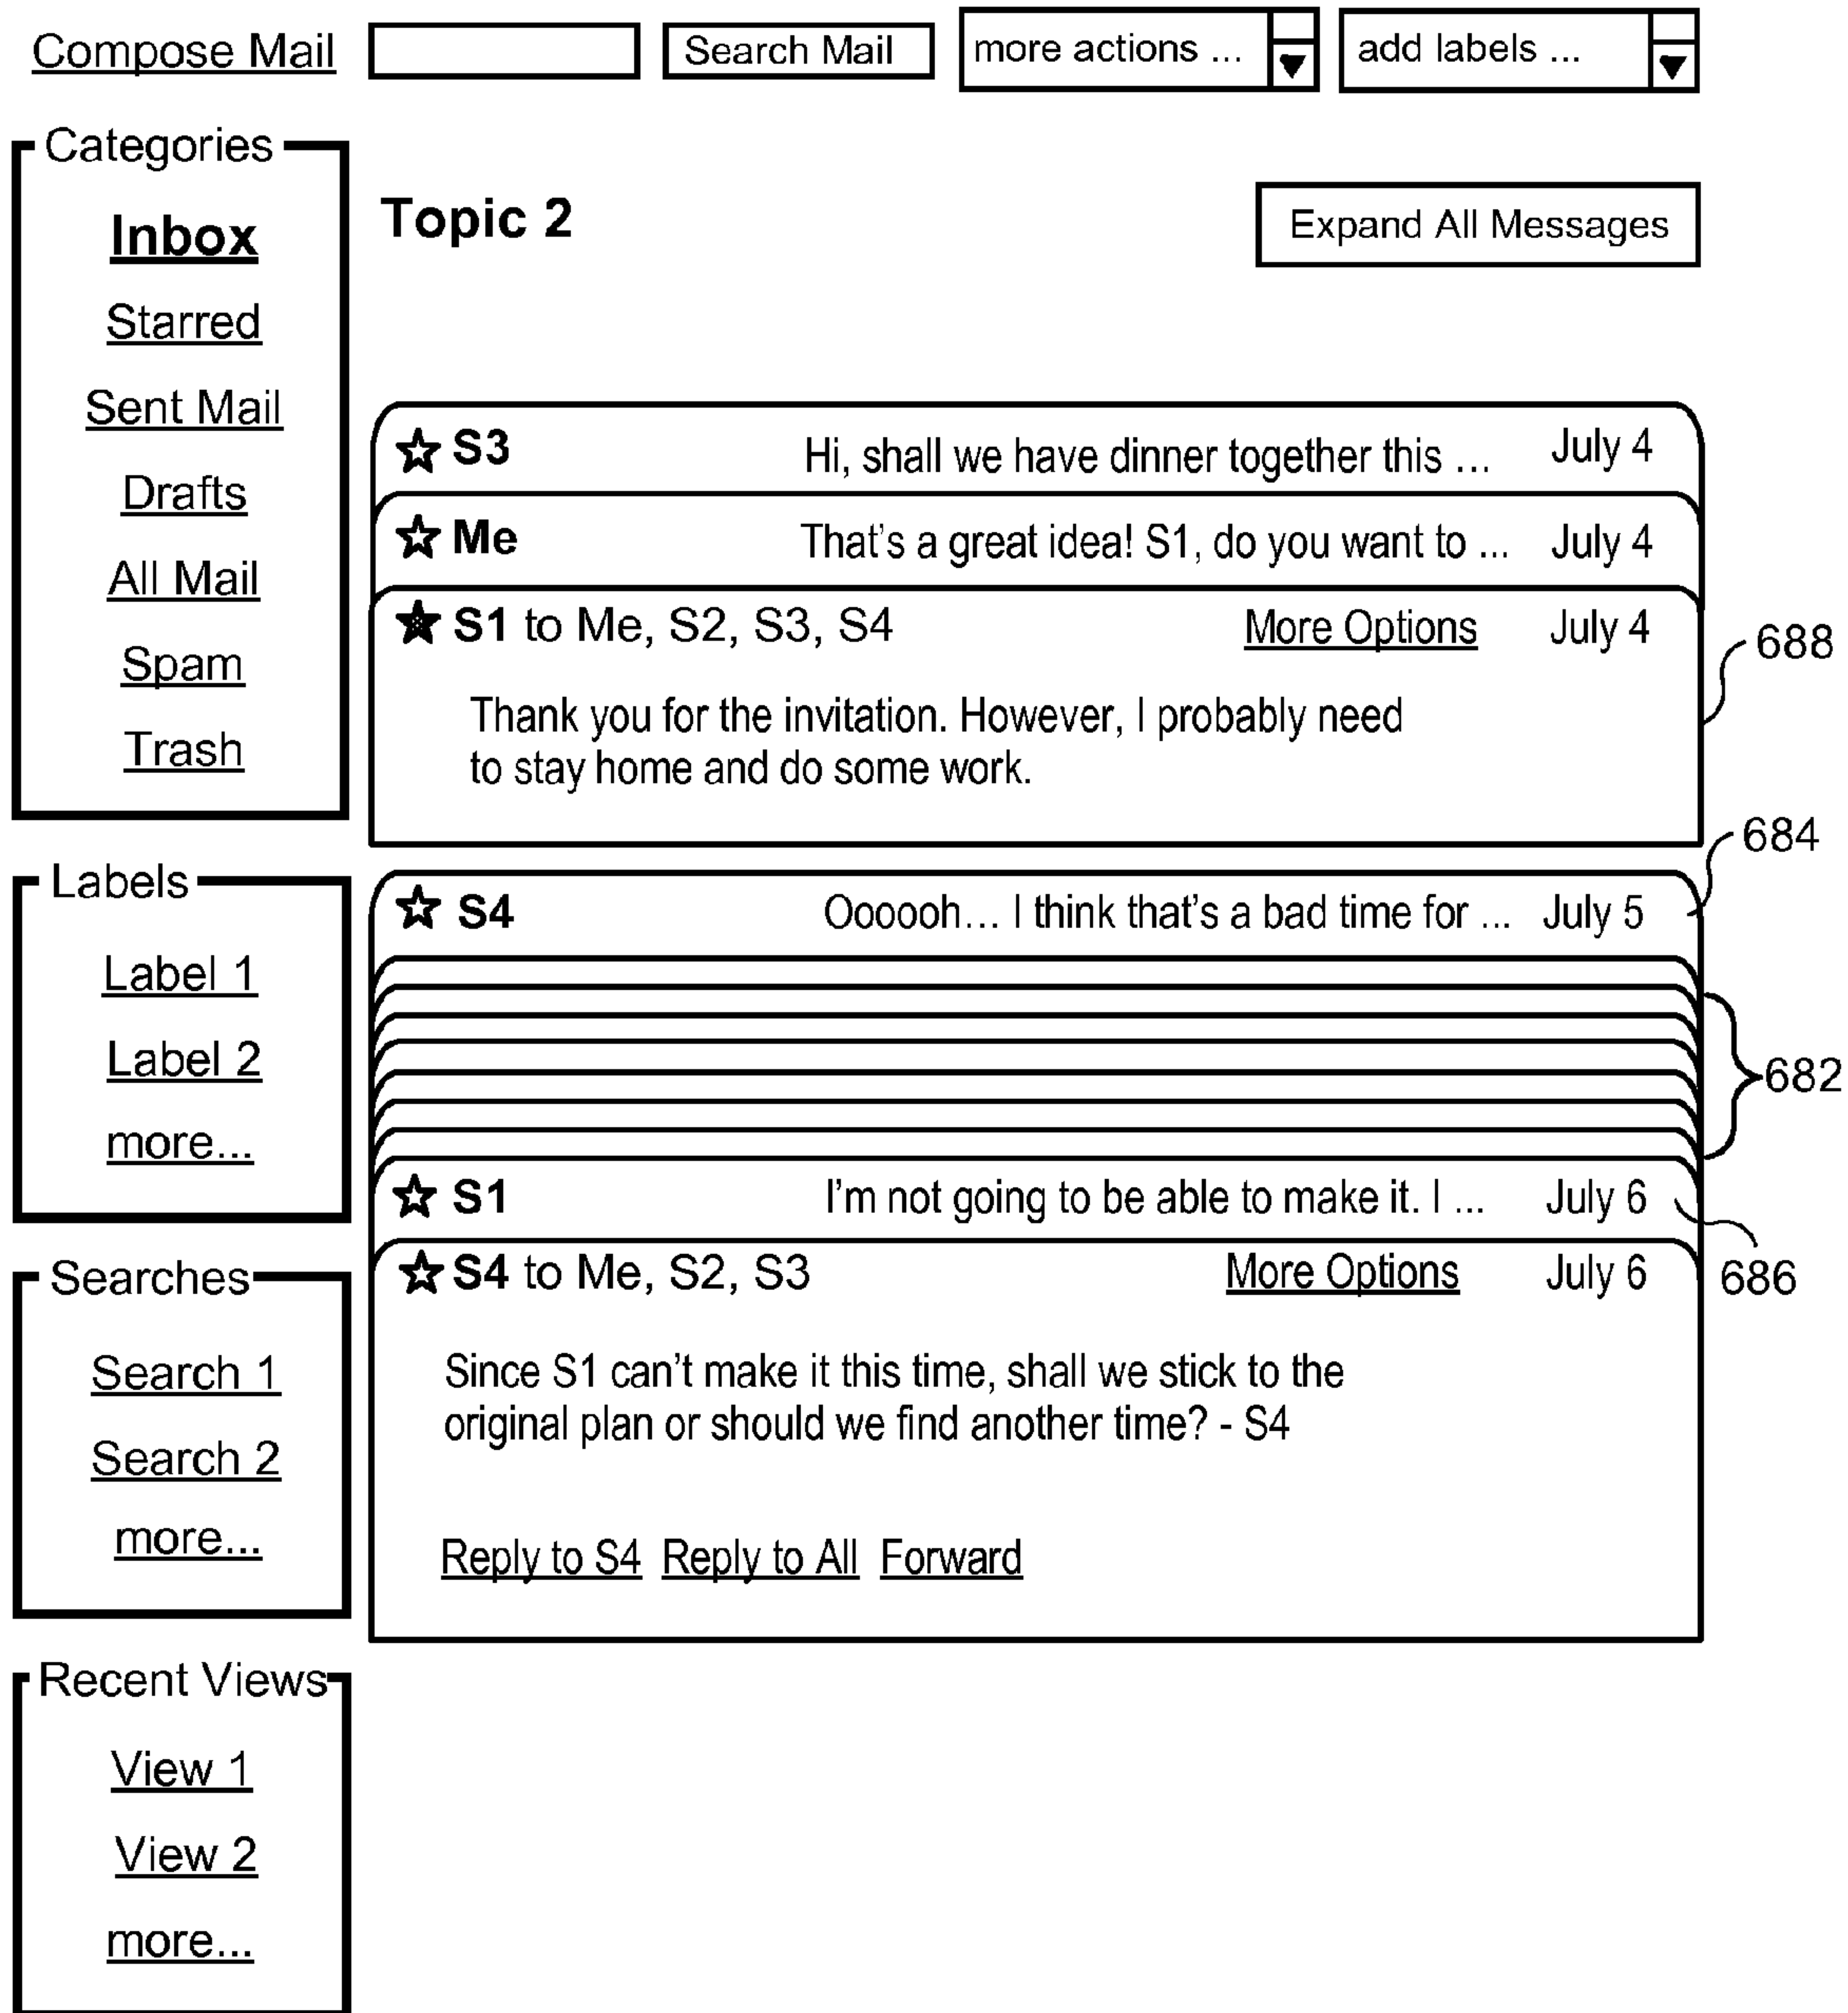 Compose Mail
Search Mail
more actions ...
add labels ...
Categories
Inbox
Starred
Sent Mail
Drafts
All Mail
Spam
Trash
Labels
Label 1
Label 2
more...
Searches
Search 1
Search 2
more...
Recent Views
View 1
View 2
more...
Topic 2
Expand All Messages
S3 Hi, shall we have dinner together this ... July 4
Me That's a great idea! S1, do you want to ... July 4
S1 to Me, S2, S3, S4 More Options July 4
Thank you for the invitation. However, I probably need
to stay home and do some work.
688
684
S4 Oooooh... I think that's a bad time for ... July 5
682
S1 I'm not going to be able to make it. I ... July 6
686
S4 to Me, S2, S3 More Options July 6
Since S1 can't make it this time, shall we stick to the
original plan or should we find another time? - S4
Reply to S4 Reply to All Forward